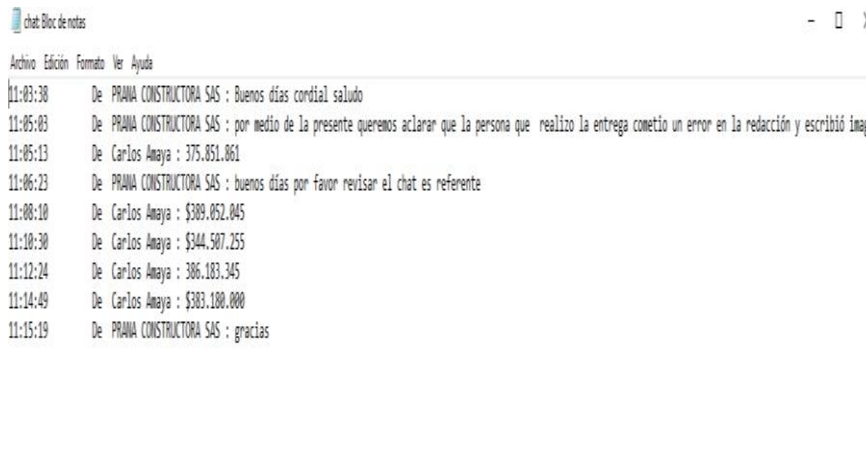 chat: Bloc de notas
Archivo Edición Formato Ver Ayuda
11:03:38 De PRANA CONSTRUCTORA SAS : Buenos días cordial saludo
11:05:03 De PRANA CONSTRUCTORA SAS : por medio de la presente queremos aclarar que la persona que realizo la entrega cometio un error en la redacción y escribió
11:05:13 De Carlos Amaya : 375.851.861
11:06:23 De PRANA CONSTRUCTORA SAS : buenos días por favor revisar el chat es referente
11:08:10 De Carlos Amaya : $389.052.045
11:10:30 De Carlos Amaya : $344.507.255
11:12:24 De Carlos Amaya : 386.183.345
11:14:49 De Carlos Amaya : $383.180.000
11:15:19 De PRANA CONSTRUCTORA SAS : gracias